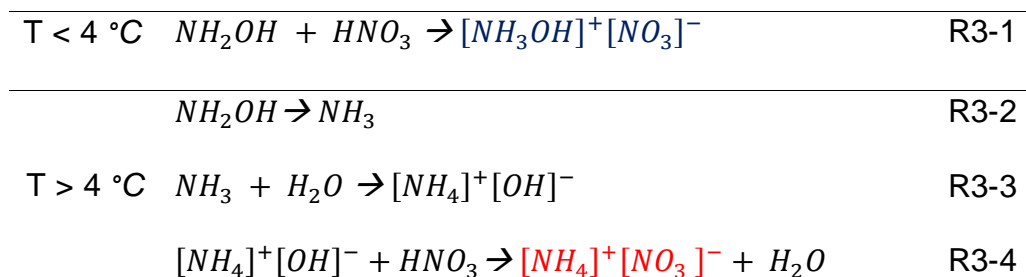 T < 4 °C NH₂OH + HNO₃ → [NH₃OH]⁺[NO₃]⁻ R3-1
NH₂OH → NH₃ R3-2
T > 4 °C NH₃ + H₂O → [NH₄]⁺[OH]⁻ R3-3
[NH₄]⁺[OH]⁻ + HNO₃ → [NH₄]⁺[NO₃]⁻ + H₂O R3-4